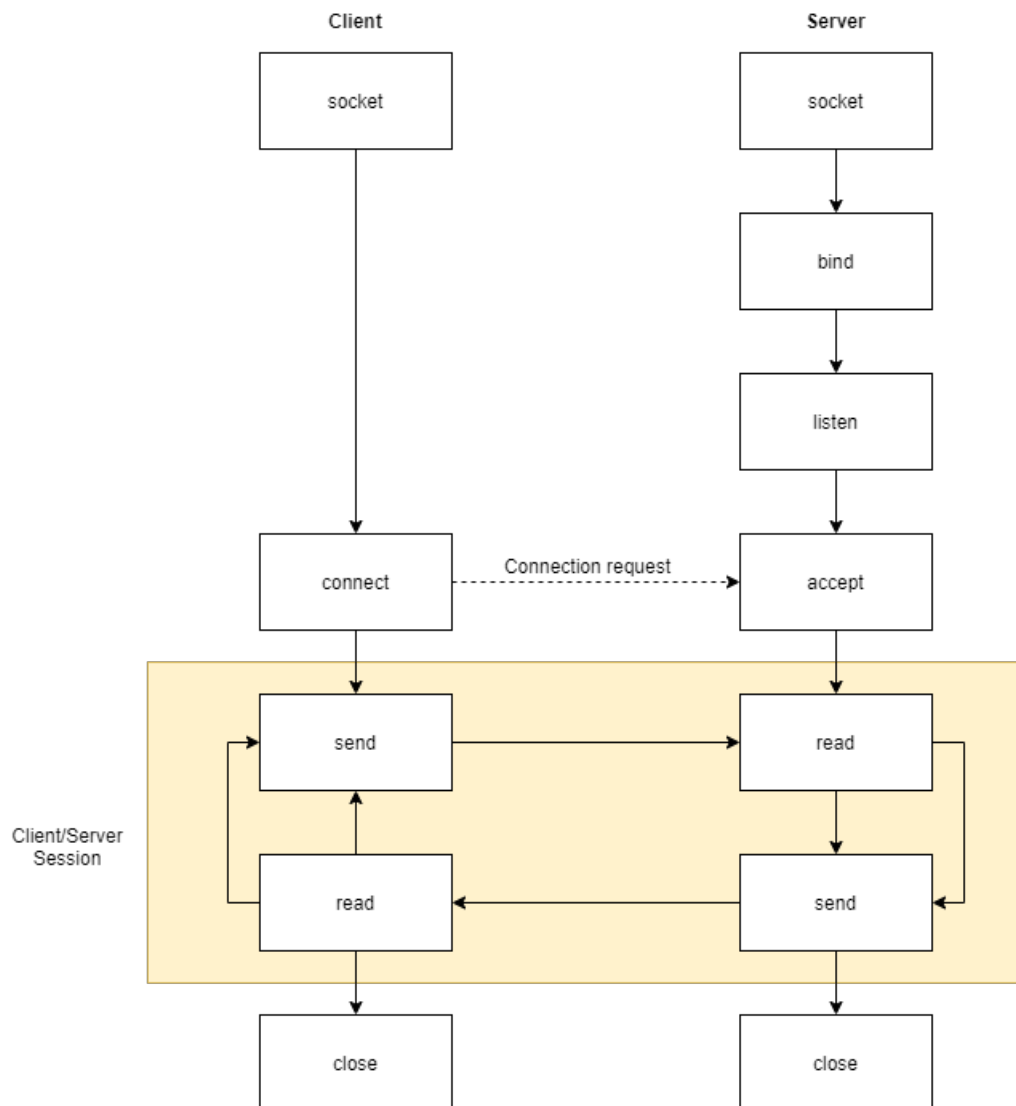 Client
Server
socket
socket
bind
listen
connect
Connection request
accept
send
read
Client/Server
Session
read
send
close
close